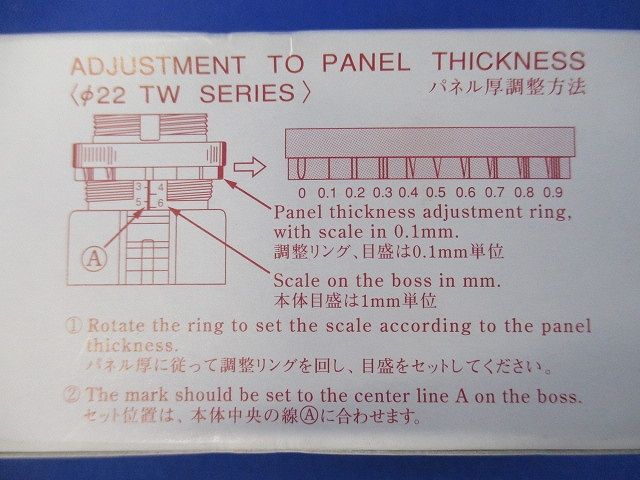 ADJUSTMENT TO PANEL THICKNESS
〈φ22 TW SERIES〉 パネル厚調整方法
3 4
5 6
A
0 0.1 0.2 0.3 0.4 0.5 0.6 0.7 0.8 0.9
Panel thickness adjustment ring,
with scale in 0.1mm.
調整リング、目盛は0.1mm単位
Scale on the boss in mm.
本体目盛は1mm単位
① Rotate the ring to set the scale according to the panel
thickness.
パネル厚に従って調整リングを回し、目盛をセットしてください。
② The mark should be set to the center line A on the boss.
セット位置は、本体中央の線Ⓐに合わせます。